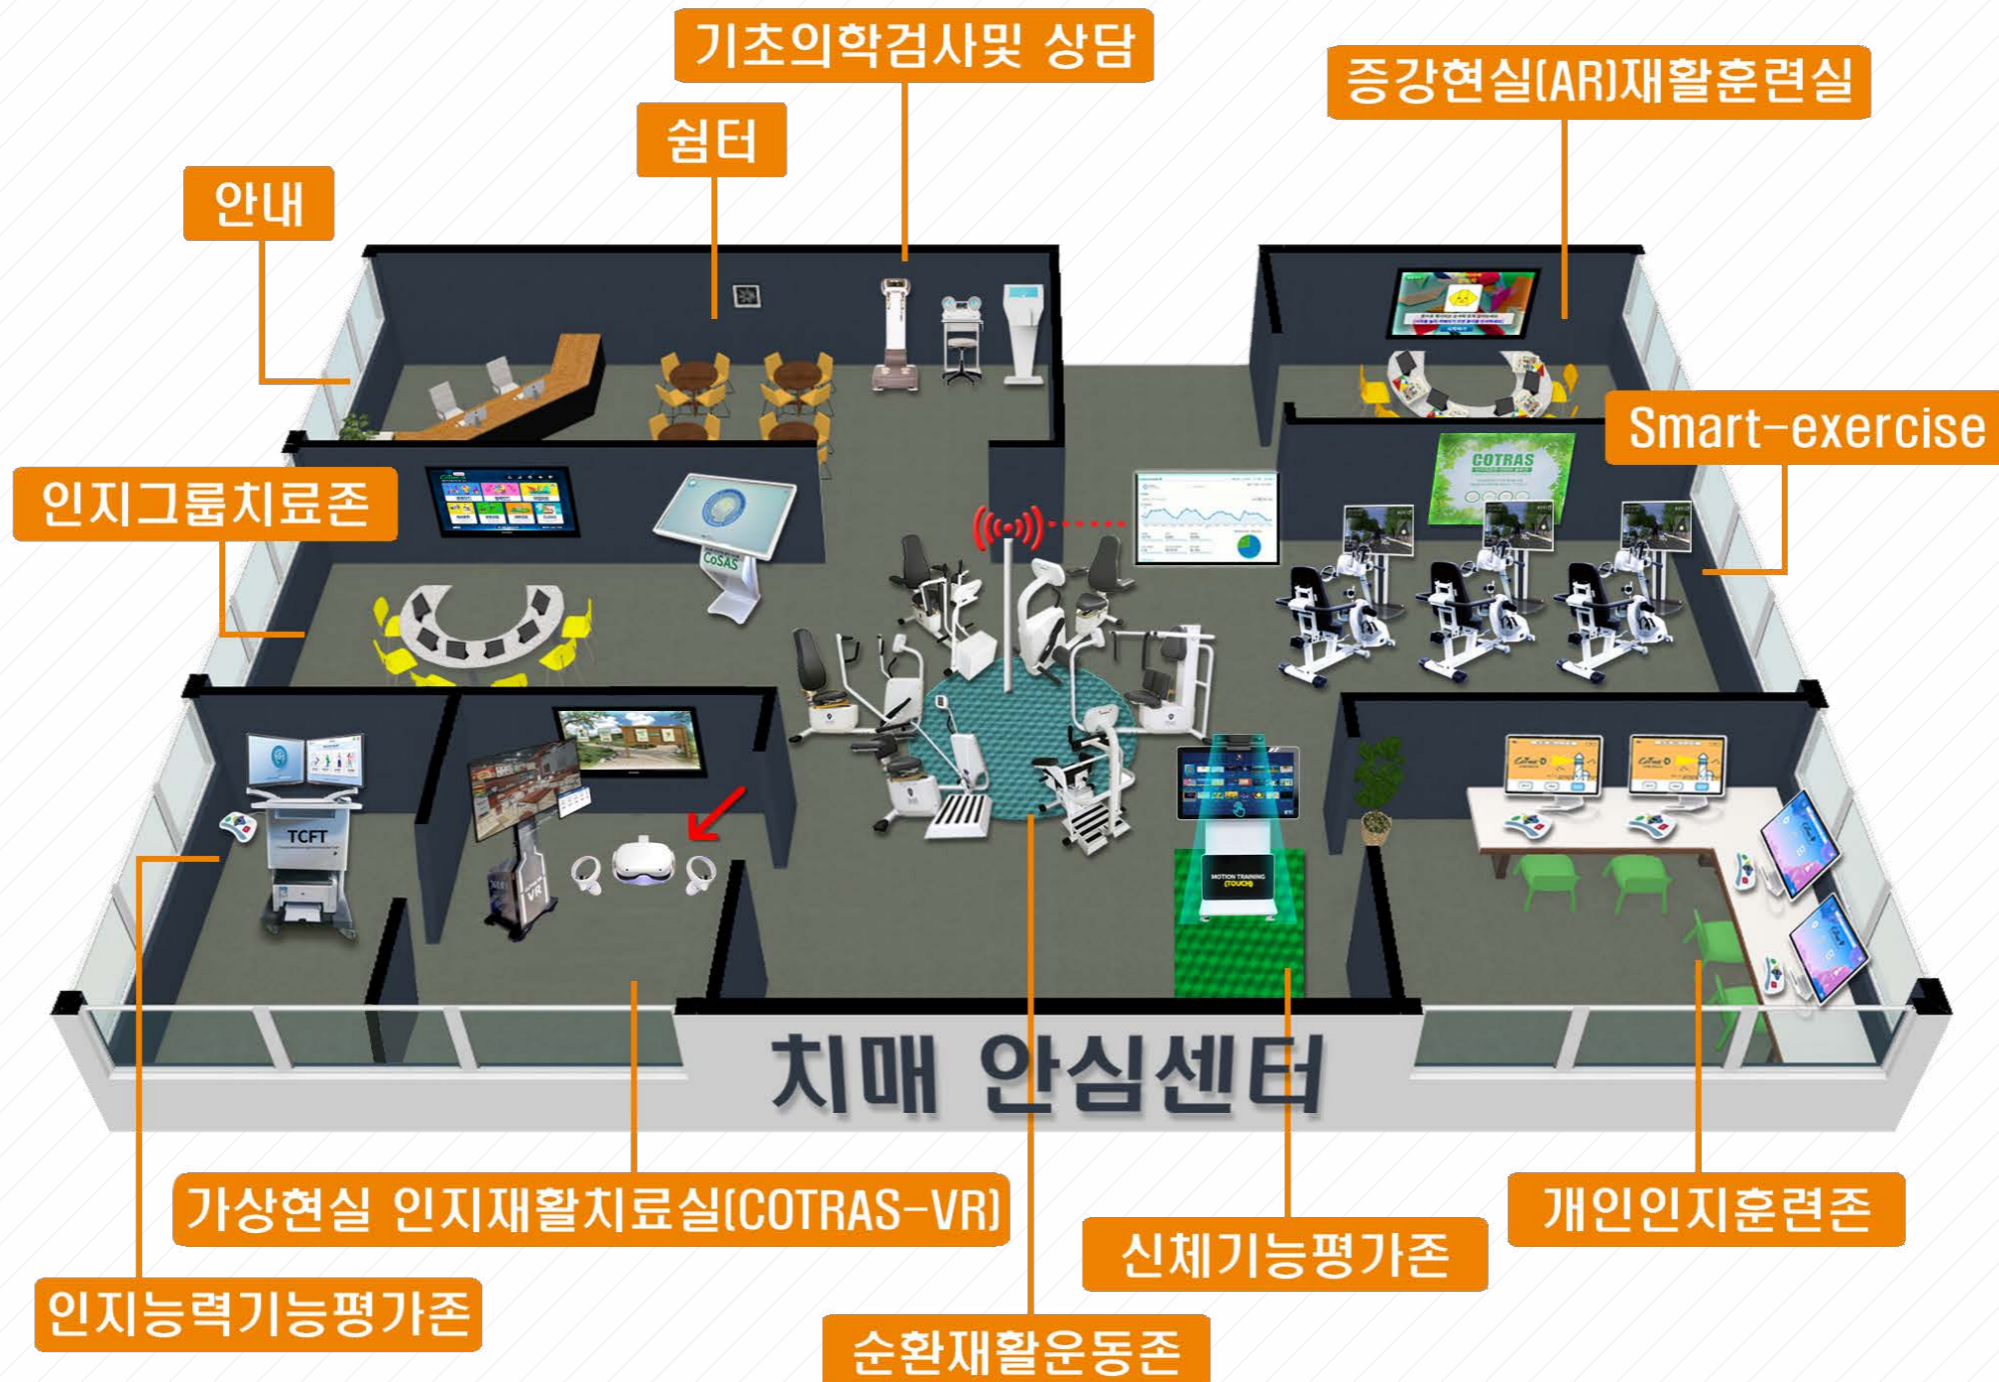 기초의학검사및 상담
증강현실(AR)재활훈련실
쉼터
안내
Smart-exercise
인지그룹치료존
COTRAS
CoSAS
TCFT
VR
MOTION TRAINING
(TOUCH)
치매 안심센터
가상현실 인지재활치료실(COTRAS-VR)
개인인지훈련존
신체기능평가존
인지능력기능평가존
순환재활운동존